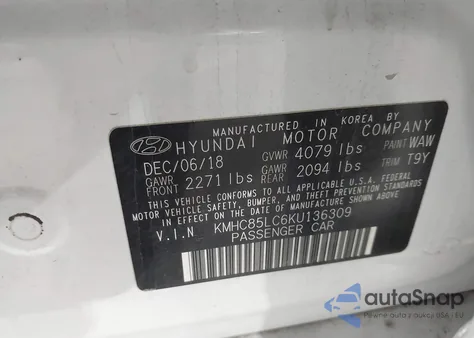 MANUFACTURED IN KOREA BY
HYUNDAI MOTOR COMPANY
DEC/06/18 GVWR 4079 lbs PAINT WAW
GAWR FRONT 2271 lbs GAWR REAR 2094 lbs TRIM T9Y
THIS VEHICLE CONFORMS TO ALL APPLICABLE U.S.A FEDERAL
MOTOR VEHICLE SAFETY, BUMPER, AND THEFT PREVENTION
STANDARDS IN EFFECT ON THE DATE OF MANUFACTURE SHOWN ABOVE.
V.I.N KMHC85LC6KU136309
PASSENGER CAR
autoSnap